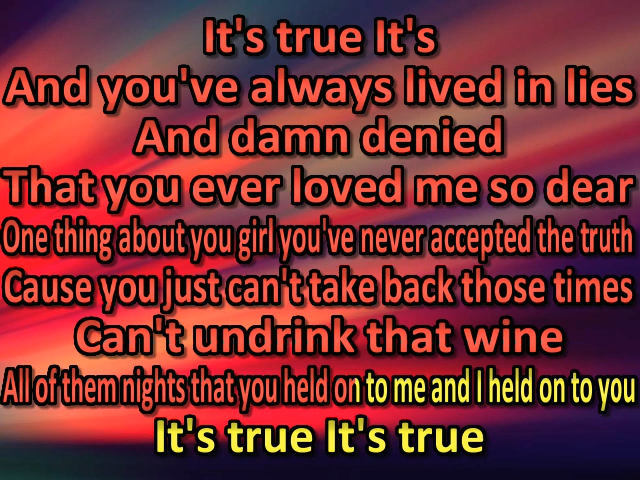 It's true It's
And you've always lived in lies
And damn denied
That you ever loved me so dear
One thing about you girl you've never accepted the truth
Cause you just can't take back those times
Can't undrink that wine
All of them nights that you held on to me and I held on to you
It's true It's true